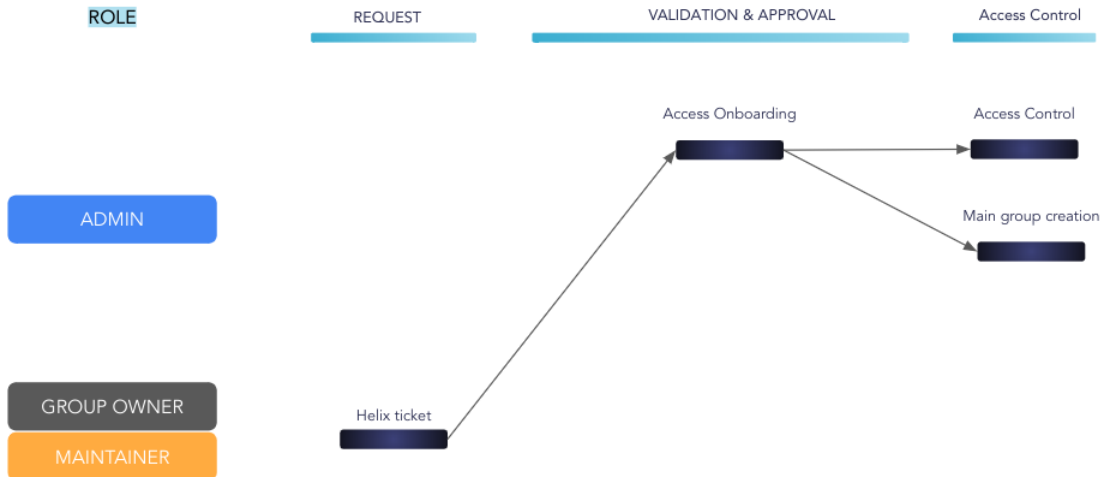 ROLE
REQUEST
VALIDATION & APPROVAL
Access Control
Access Onboarding
Access Control
ADMIN
Main group creation
GROUP OWNER
Helix ticket
MAINTAINER